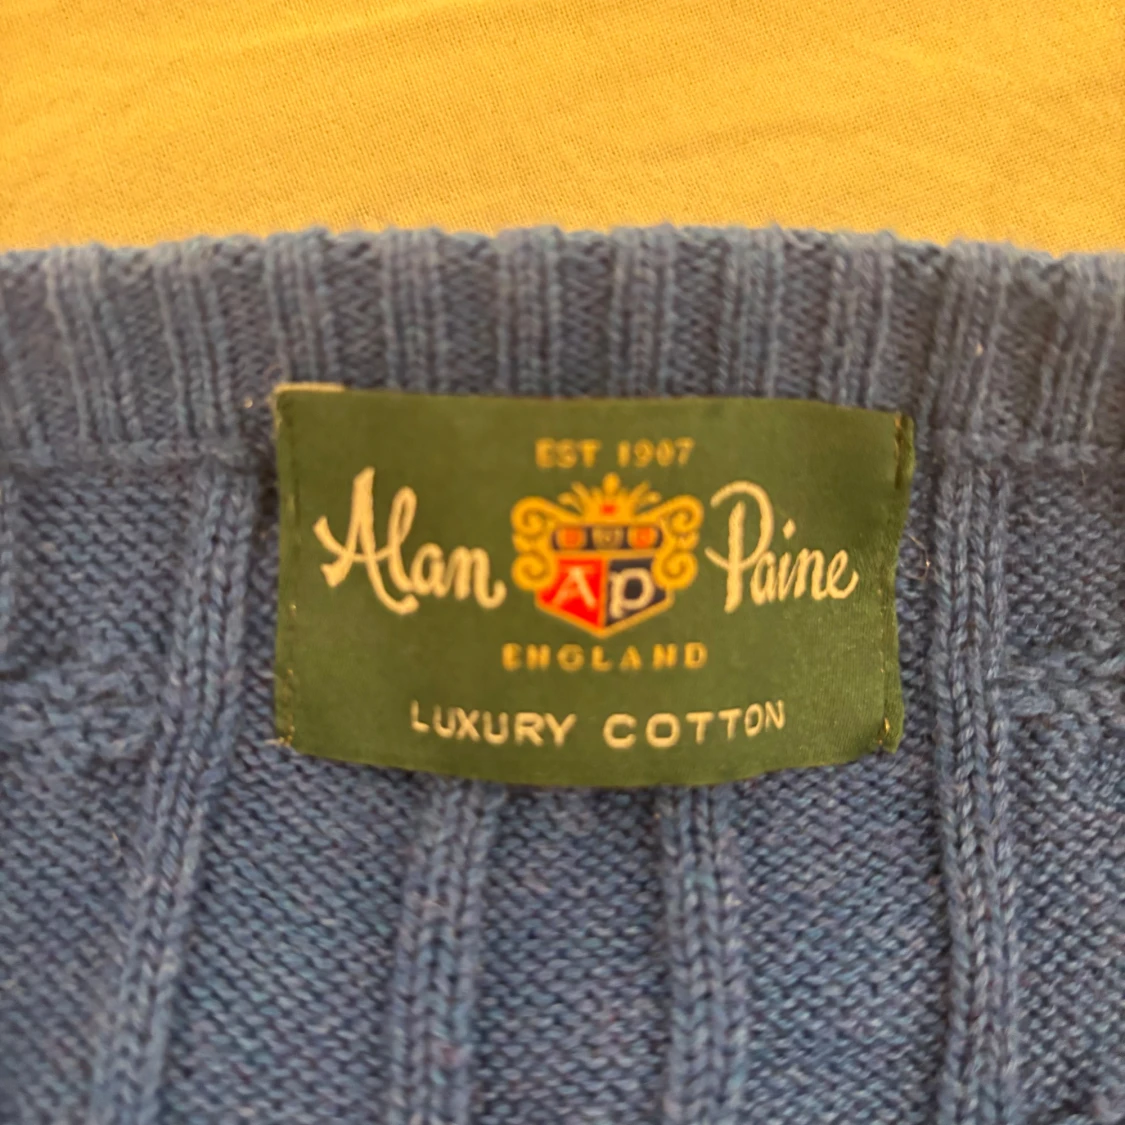 EST 1907
Alan AP Paine
ENGLAND
LUXURY COTTON